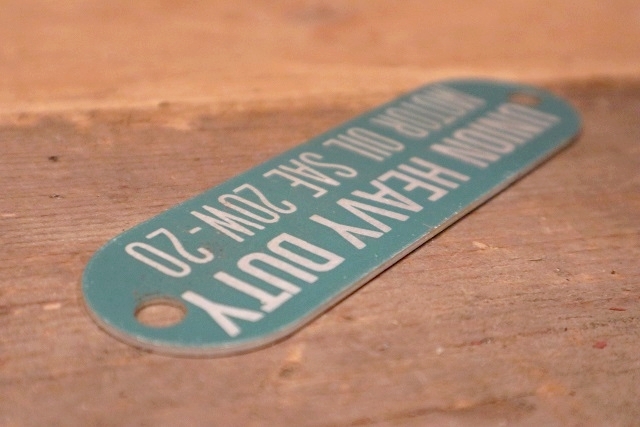 UNION HEAVY DUTY
MOTOR OIL SAE 20W-20